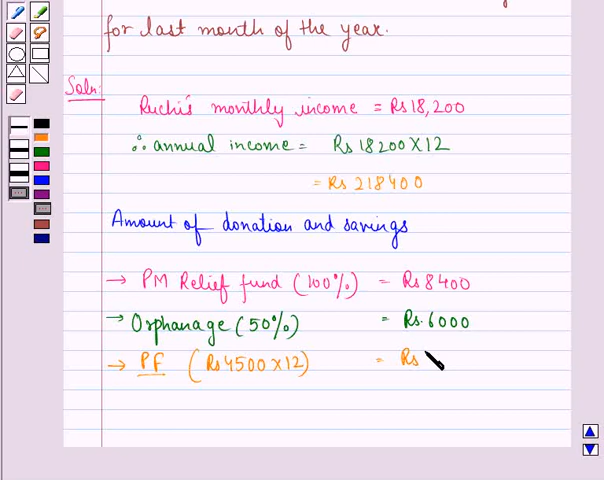 for last month of the year.
Soln:
Ruchi's monthly income = Rs 18,200
∴ annual income = Rs 18200 X 12
= Rs 218400
Amount of donation and savings
→ PM Relief fund (100%) = Rs 8400
→ Orphanage (50%) = Rs. 6000
→ PF (Rs 4500 x 12) = Rs